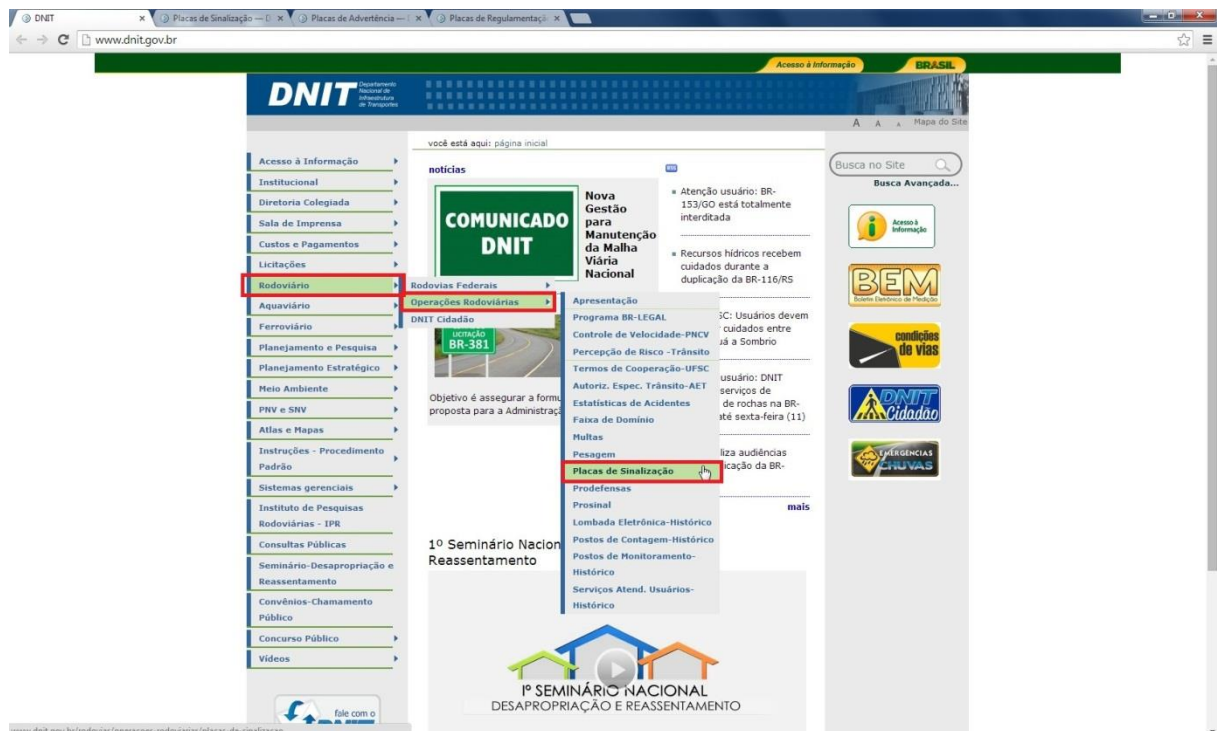 DNIT
Placas de Sinalização — D
Placas de Advertência —
Placas de Regulamentaçã
www.dnit.gov.br
Acesso à Informação
BRASIL
DNIT
Departamento
Nacional de
Infraestrutura
de Transportes
A A A Mapa do Site
você está aqui: página inicial
Acesso à Informação
Institucional
Diretoria Colegiada
Sala de Imprensa
Custos e Pagamentos
Licitações
Rodoviário
Aquaviário
Ferroviário
Planejamento e Pesquisa
Planejamento Estratégico
Meio Ambiente
PNV e SNV
Atlas e Mapas
Instruções - Procedimento
Padrão
Sistemas gerenciais
Instituto de Pesquisas
Rodoviárias - IPR
Consultas Públicas
Seminário-Desapropriação e
Reassentamento
Convênios-Chamamento
Público
Concurso Público
Vídeos
fale com o
Rodovias Federais
Operações Rodoviárias
DNIT Cidadão
Apresentação
Programa BR-LEGAL
Controle de Velocidade-PNCV
Percepção de Risco -Trânsito
Termos de Cooperação-UFSC
Autoriz. Espec. Trânsito-AET
Estatísticas de Acidentes
Faixa de Domínio
Multas
Pesagem
Placas de Sinalização
Prodefensas
Prosinal
Lombada Eletrônica-Histórico
Postos de Contagem-Histórico
Postos de Monitoramento-
Histórico
Serviços Atend. Usuários-
Histórico
notícias
COMUNICADO
DNIT
Nova
Gestão
para
Manutenção
da Malha
Viária
Nacional
LICITAÇÃO
BR-381
Objetivo é assegurar a formu
proposta para a Administraç
Atenção usuário: BR-
153/GO está totalmente
interditada
Recursos hídricos recebem
cuidados durante a
duplicação da BR-116/RS
SC: Usuários devem
cuidados entre
uá a Sombrio
usuário: DNIT
serviços de
de rochas na BR-
até sexta-feira (11)
liza audiências
icação da BR-
mais
1º Seminário Nacion
Reassentamento
Iº SEMINÁRIO NACIONAL
DESAPROPRIAÇÃO E REASSENTAMENTO
Busca no Site
Busca Avançada...
Acesso à
Informação
BEM
Boletim Eletrônico de Medição
condições
de vias
DNIT
Cidadão
EMERGÊNCIAS
CHUVAS